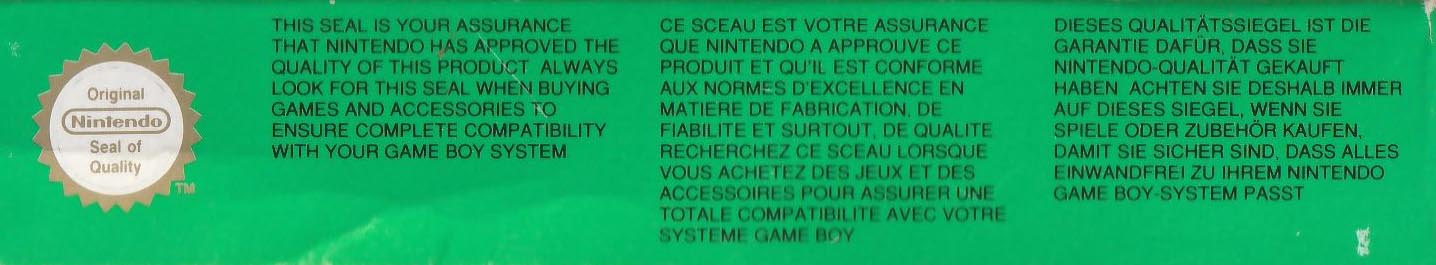 Original
Nintendo
Seal of
Quality
TM
THIS SEAL IS YOUR ASSURANCE
THAT NINTENDO HAS APPROVED THE
QUALITY OF THIS PRODUCT ALWAYS
LOOK FOR THIS SEAL WHEN BUYING
GAMES AND ACCESSORIES TO
ENSURE COMPLETE COMPATIBILITY
WITH YOUR GAME BOY SYSTEM
CE SCEAU EST VOTRE ASSURANCE
QUE NINTENDO A APPROUVE CE
PRODUIT ET QU'IL EST CONFORME
AUX NORMES D'EXCELLENCE EN
MATIERE DE FABRICATION, DE
FIABILITE ET SURTOUT, DE QUALITE
RECHERCHEZ CE SCEAU LORSQUE
VOUS ACHETEZ DES JEUX ET DES
ACCESSOIRES POUR ASSURER UNE
TOTALE COMPATIBILITE AVEC VOTRE
SYSTEME GAME BOY
DIESES QUALITÄTSSIEGEL IST DIE
GARANTIE DAFÜR, DASS SIE
NINTENDO-QUALITÄT GEKAUFT
HABEN ACHTEN SIE DESHALB IMMER
AUF DIESES SIEGEL, WENN SIE
SPIELE ODER ZUBEHÖR KAUFEN,
DAMIT SIE SICHER SIND, DASS ALLES
EINWANDFREI ZU IHREM NINTENDO
GAME BOY-SYSTEM PASST